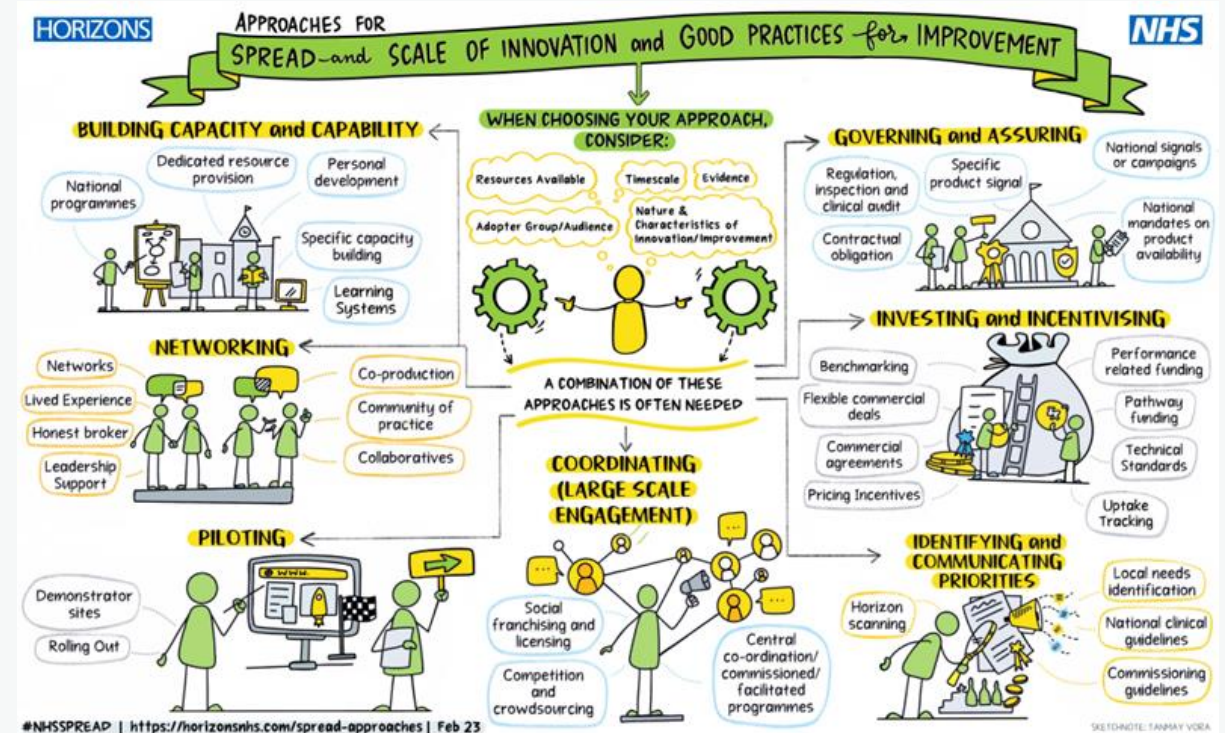 HORIZONS
APPROACHES FOR
SPREAD and SCALE OF INNOVATION and GOOD PRACTICES for IMPROVEMENT
NHS
BUILDING CAPACITY and CAPABILITY
National
programmes
Dedicated resource
provision
Personal
development
Specific capacity
building
Learning
Systems
WHEN CHOOSING YOUR APPROACH,
CONSIDER:
Resources Available
Timescale
Evidence
Adopter Group/Audience
Nature &
Characteristics of
Innovation/Improvement
GOVERNING and ASSURING
Regulation,
inspection and
clinical audit
Specific
product signal
National signals
or campaigns
Contractual
obligation
National
mandates on
product
availability
NETWORKING
Networks
Lived Experience
Honest broker
Leadership
Support
Co-production
Community of
practice
Collaboratives
A COMBINATION OF THESE
APPROACHES IS OFTEN NEEDED
INVESTING and INCENTIVISING
Benchmarking
Flexible commercial
deals
Commercial
agreements
Pricing Incentives
Performance
related funding
Pathway
funding
Technical
Standards
Uptake
Tracking
PILOTING
Demonstrator
sites
Rolling Out
WWW.
COORDINATING
(LARGE SCALE
ENGAGEMENT)
Social
franchising and
licensing
Competition
and
crowdsourcing
Central
co-ordination/
commissioned/
facilitated
programmes
IDENTIFYING and
COMMUNICATING
PRIORITIES
Horizon
scanning
Local needs
identification
National clinical
guidelines
Commissioning
guidelines
#NHSSPREAD | https://horizonsnhs.com/spread-approaches | Feb 23
SKETCHNOTE: TANMAY VORA